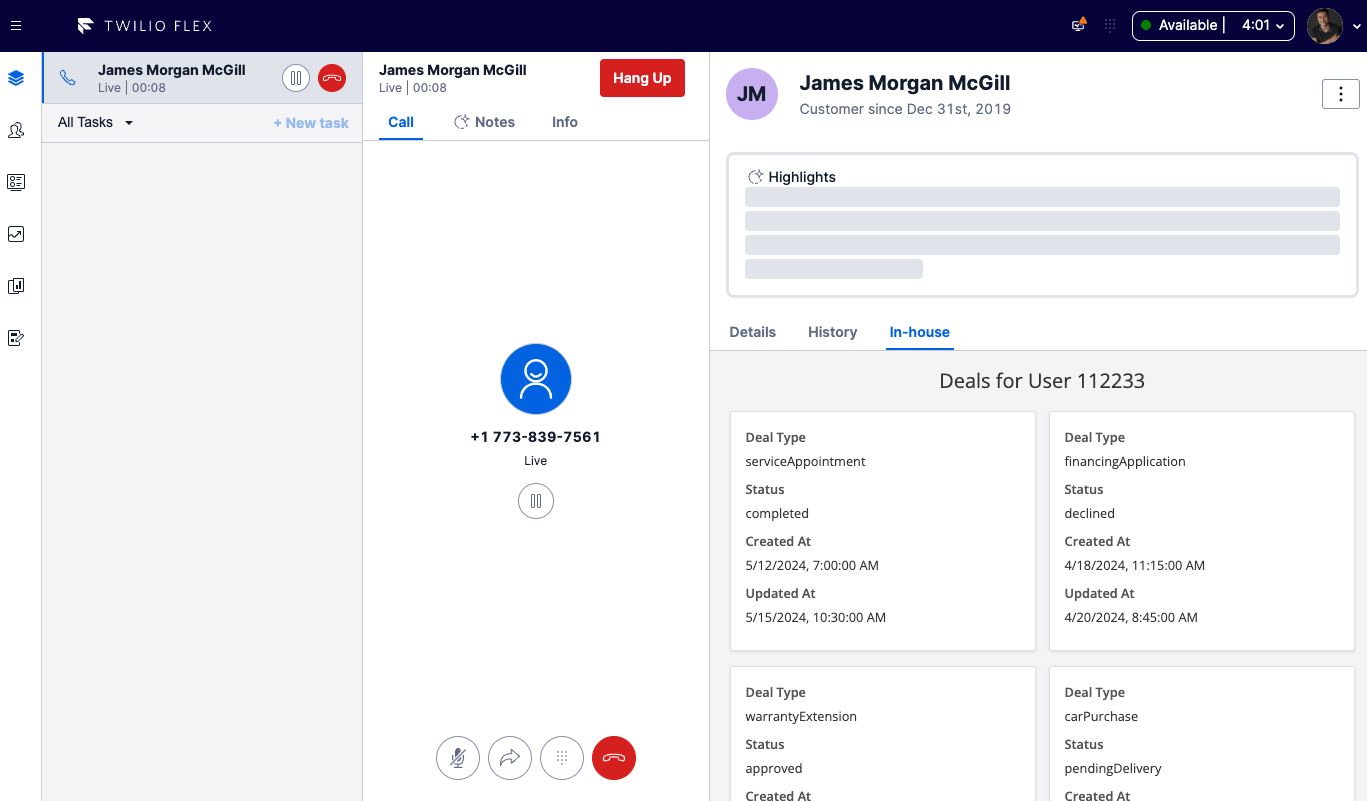 TWILIO FLEX
Available | 4:01
James Morgan McGill
Live | 00:08
All Tasks
+ New task
James Morgan McGill
Live | 00:08
Hang Up
Call
Notes
Info
+1 773-839-7561
Live
JM
James Morgan McGill
Customer since Dec 31st, 2019
Highlights
Details
History
In-house
Deals for User 112233
Deal Type
serviceAppointment
Status
completed
Created At
5/12/2024, 7:00:00 AM
Updated At
5/15/2024, 10:30:00 AM
Deal Type
financingApplication
Status
declined
Created At
4/18/2024, 11:15:00 AM
Updated At
4/20/2024, 8:45:00 AM
Deal Type
warrantyExtension
Status
approved
Created At
Deal Type
carPurchase
Status
pendingDelivery
Created At